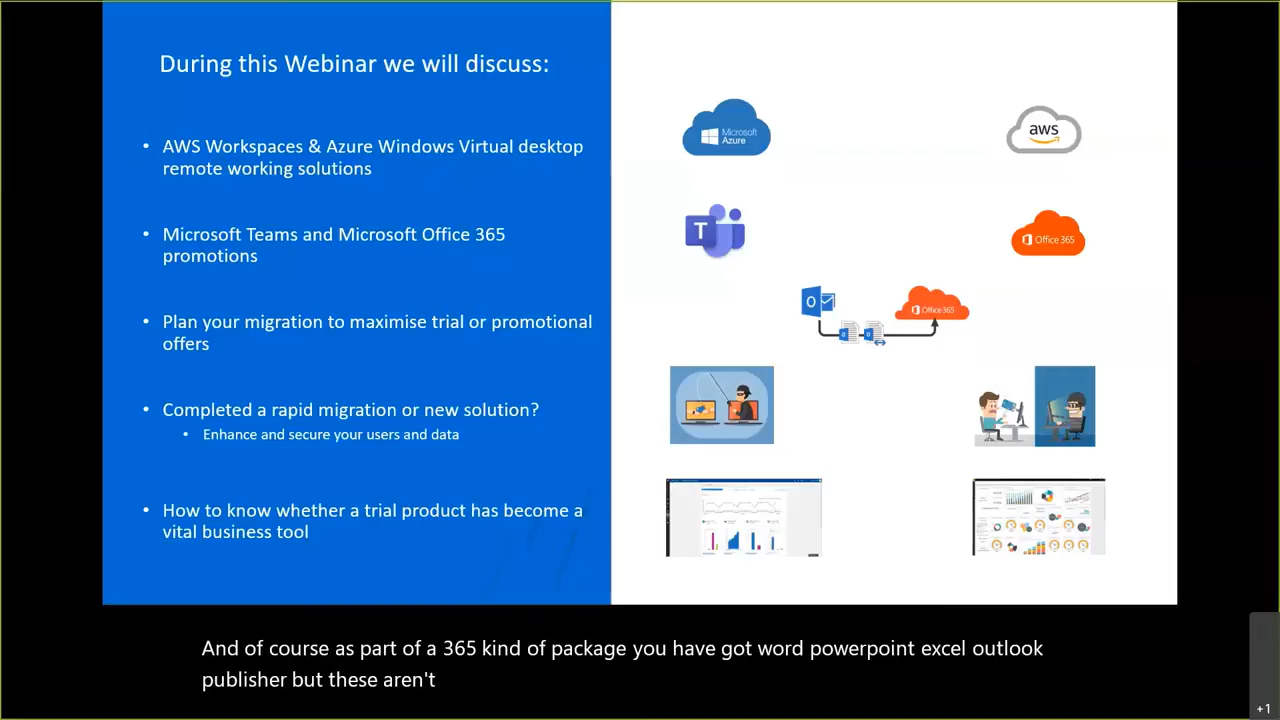 During this Webinar we will discuss:
• AWS Workspaces & Azure Windows Virtual desktop
remote working solutions
• Microsoft Teams and Microsoft Office 365
promotions
• Plan your migration to maximise trial or promotional
offers
• Completed a rapid migration or new solution?
• Enhance and secure your users and data
• How to know whether a trial product has become a
vital business tool
Microsoft
Azure
aws
T
Office 365
O
Office 365
And of course as part of a 365 kind of package you have got word powerpoint excel outlook
publisher but these aren't
+1